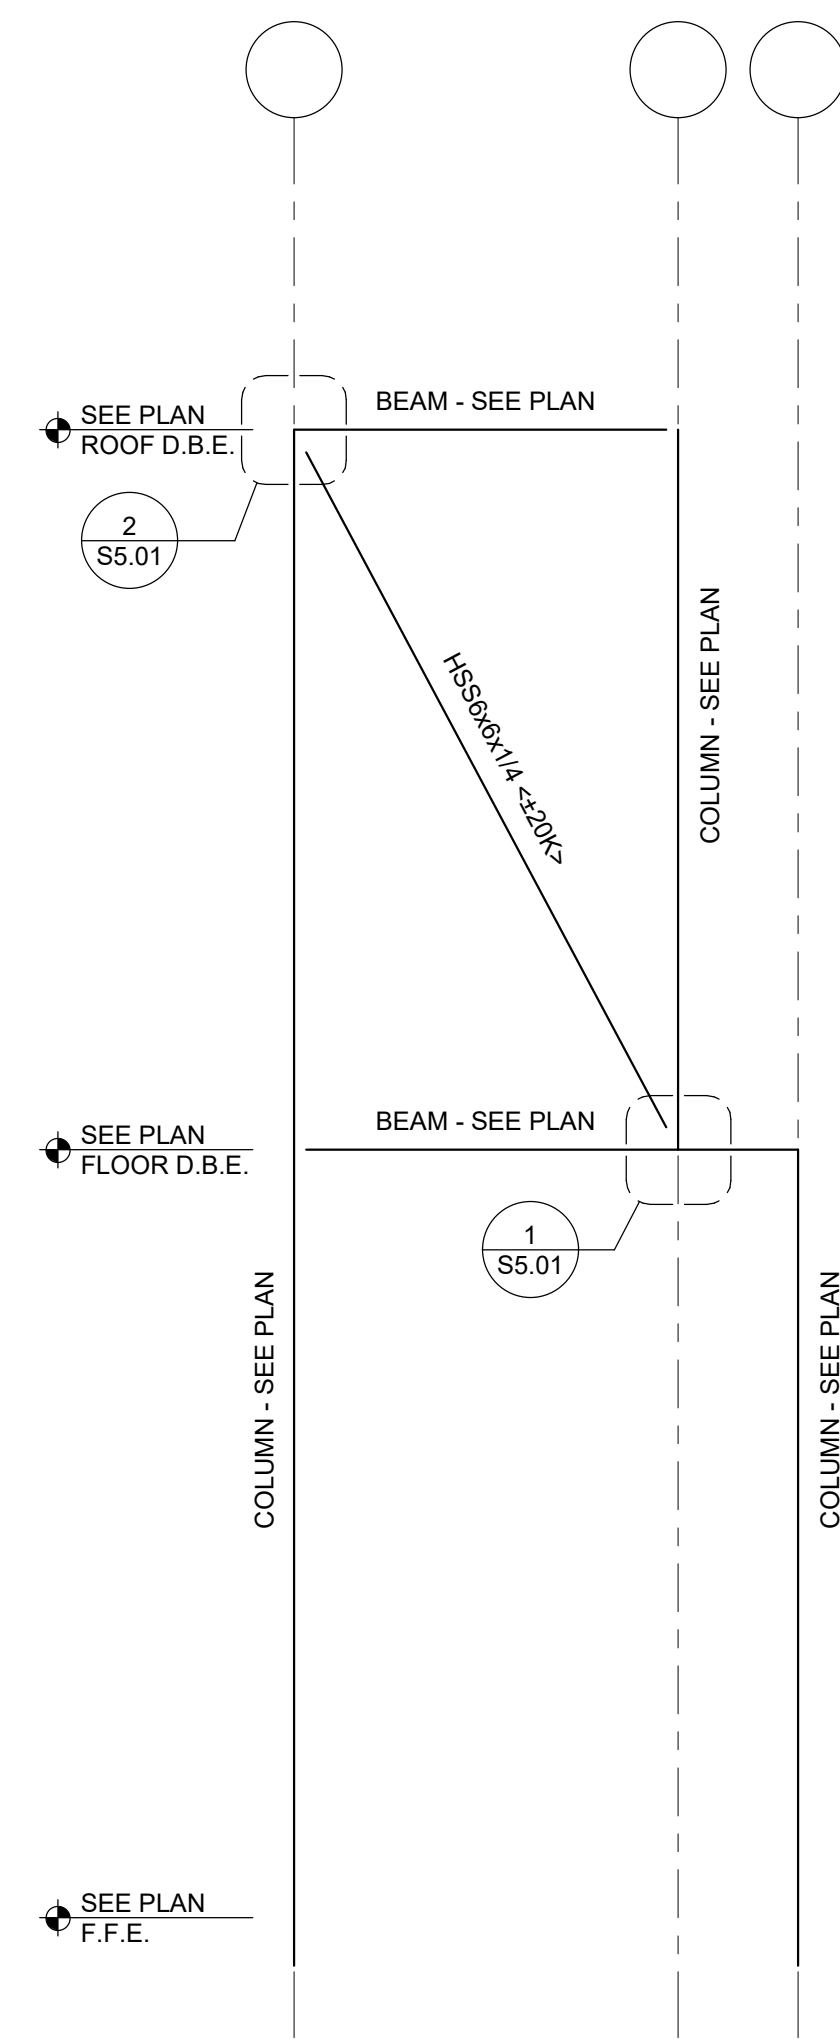 BEAM - SEE PLAN
SEE PLAN
ROOF D.B.E.
2
S5.01
COLUMN - SEE PLAN
HSS6x6x1/4 <±20K>
BEAM - SEE PLAN
SEE PLAN
FLOOR D.B.E.
1
S5.01
COLUMN - SEE PLAN
COLUMN - SEE PLAN
SEE PLAN
F.F.E.